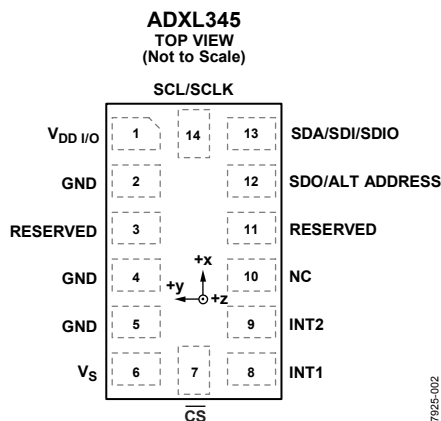 ADXL345
TOP VIEW
(Not to Scale)
SCL/SCLK
VDD I/O 1 14 13 SDA/SDI/SDIO
GND 2 12 SDO/ALT ADDRESS
RESERVED 3 11 RESERVED
+x
GND 4 +y +z 10 NC
GND 5 9 INT2
VS 6 7 8 INT1
CS
7925-002